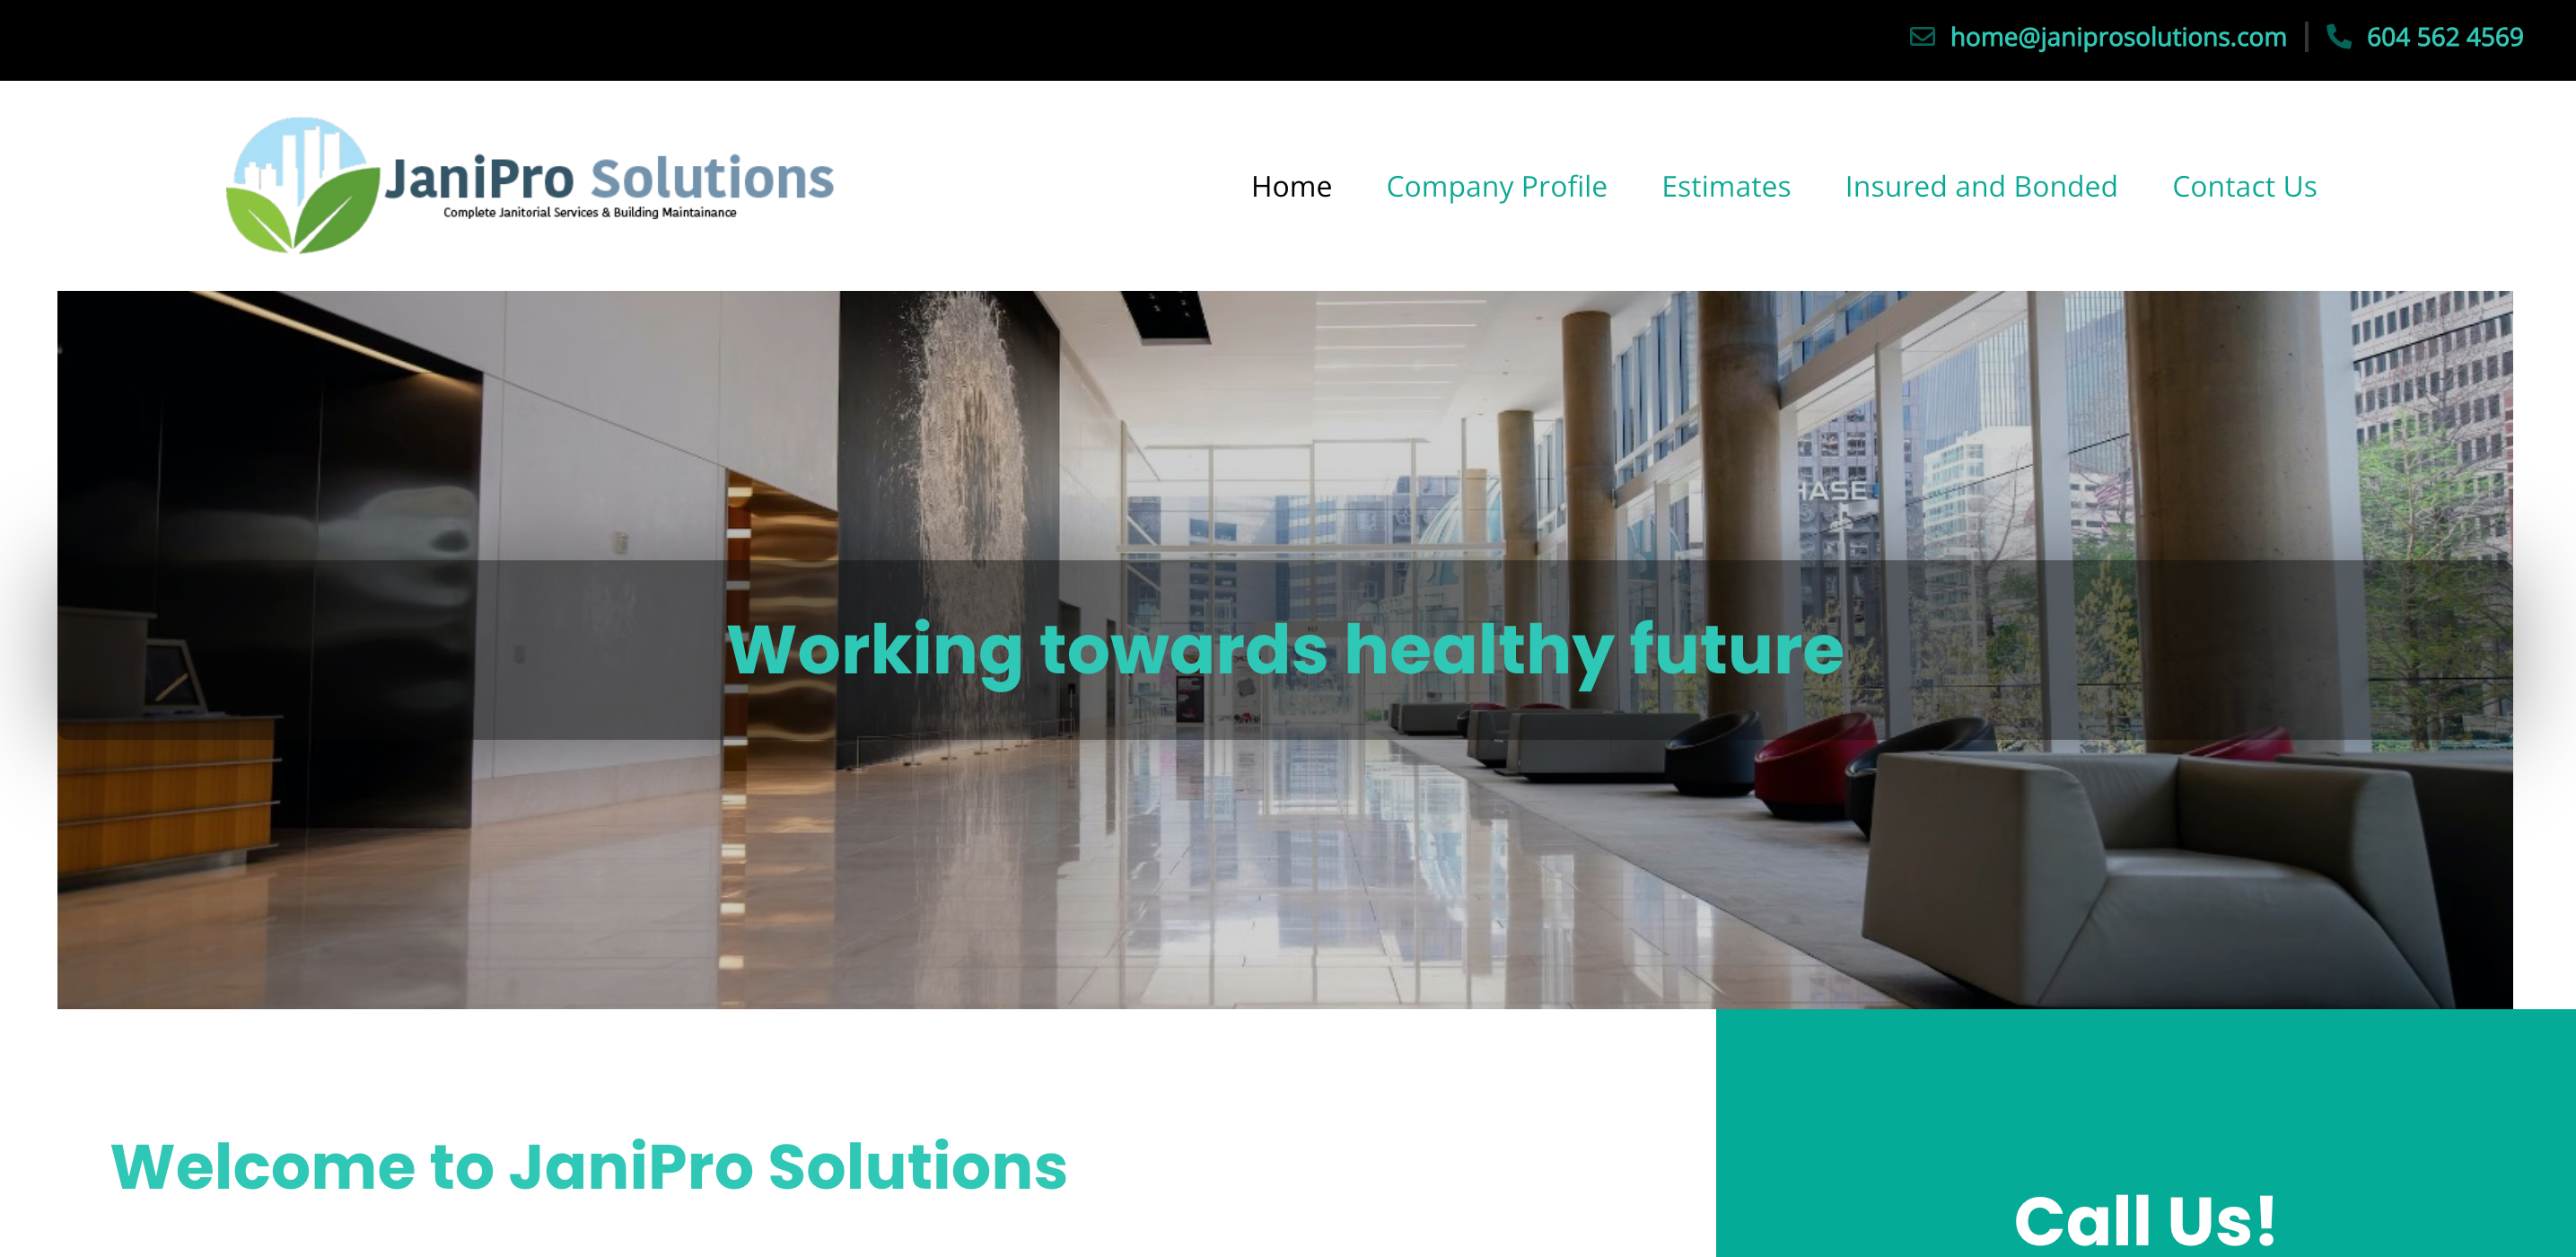 home@janiprosolutions.com | 604 562 4569
JaniPro Solutions
Complete Janitorial Services & Building Maintainance
Home Company Profile Estimates Insured and Bonded Contact Us
HASE
Working towards healthy future
Welcome to JaniPro Solutions
Call Us!